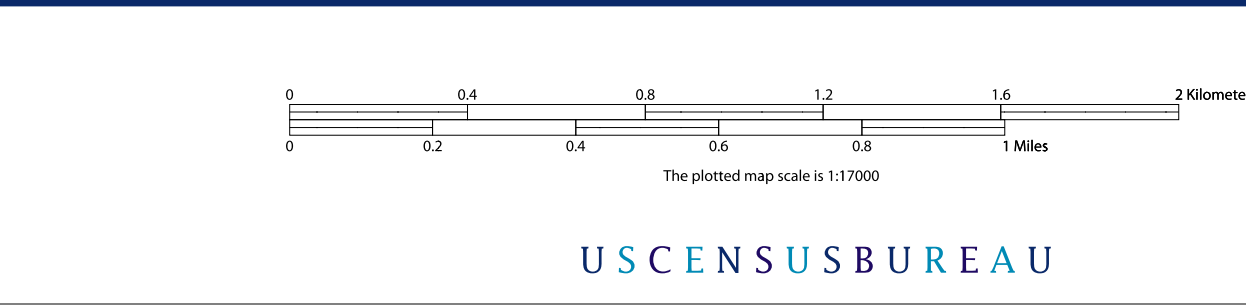 0 0.4 0.8 1.2 1.6 2 Kilomete
0 0.2 0.4 0.6 0.8 1 Miles
The plotted map scale is 1:17000
USCENSUSBUREAU